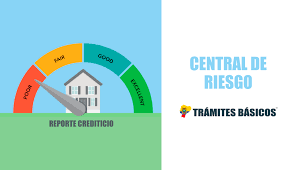 POOR
FAIR
GOOD
EXCELLENT
REPORTE CREDITICIO
CENTRAL DE
RIESGO
TRÁMITES BÁSICOS